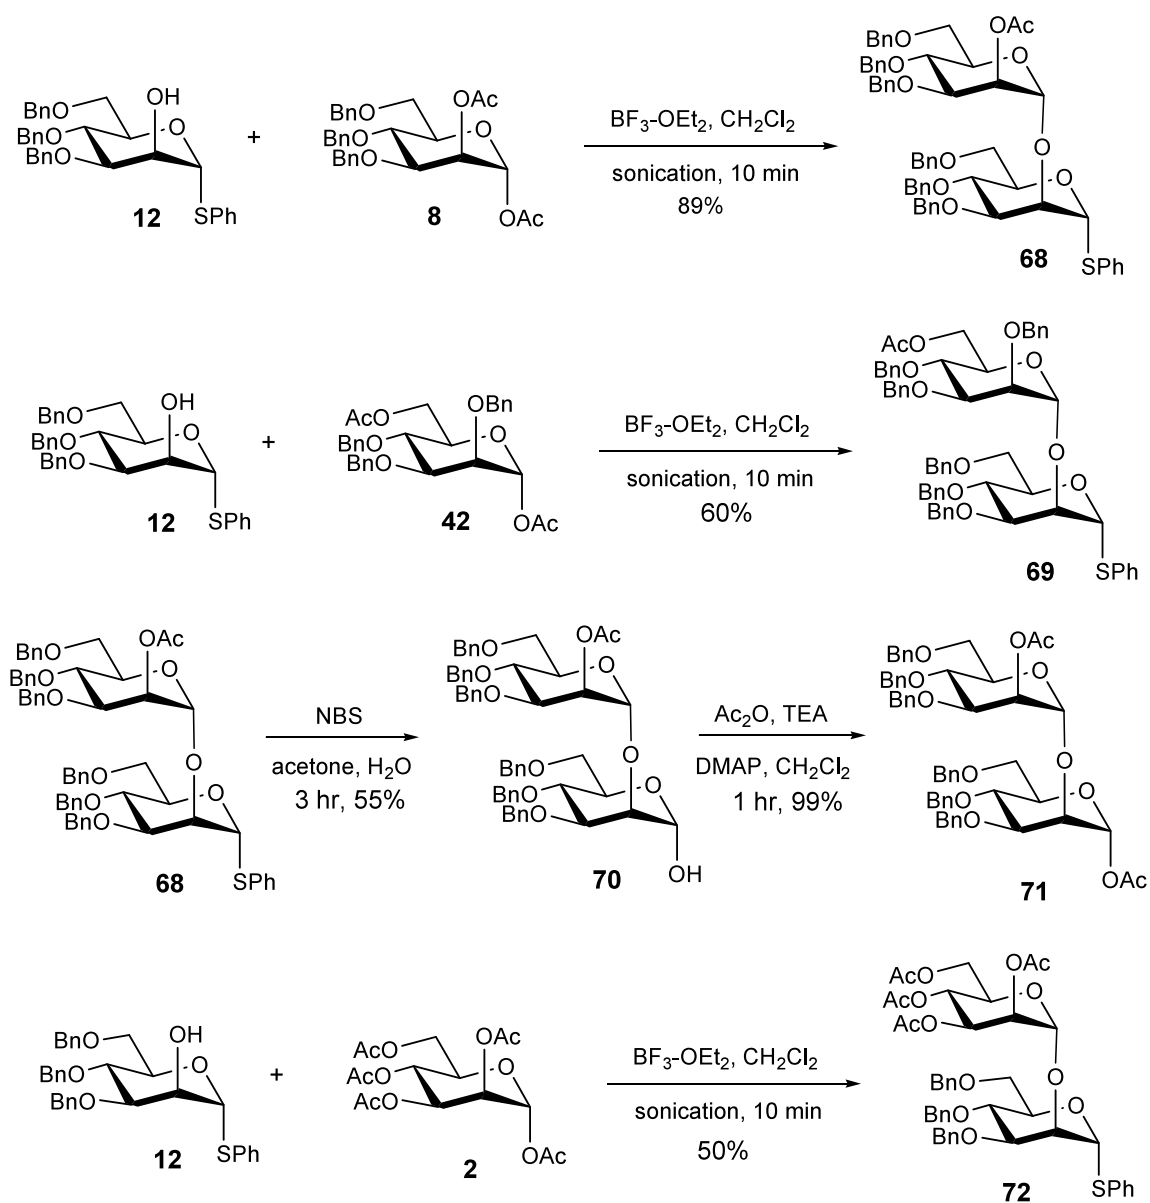 BnO
OH
BnO
BnO
O
SPh
12
+
BnO
OAc
BnO
BnO
O
OAc
8
BF3-OEt2, CH2Cl2
sonication, 10 min
89%
BnO
OAc
BnO
BnO
O
O
BnO
BnO
BnO
O
SPh
68
BnO
OH
BnO
BnO
O
SPh
12
+
AcO
OBn
BnO
BnO
O
OAc
42
BF3-OEt2, CH2Cl2
sonication, 10 min
60%
OBn
AcO
BnO
BnO
O
O
BnO
BnO
BnO
O
SPh
69
OAc
BnO
BnO
BnO
O
O
BnO
BnO
BnO
O
SPh
68
NBS
acetone, H2O
3 hr, 55%
BnO
OAc
BnO
BnO
O
O
BnO
BnO
BnO
O
OH
70
Ac2O, TEA
DMAP, CH2Cl2
1 hr, 99%
OAc
BnO
BnO
BnO
O
O
BnO
BnO
BnO
O
OAc
71
BnO
OH
BnO
BnO
O
SPh
12
+
AcO
OAc
AcO
AcO
O
OAc
2
BF3-OEt2, CH2Cl2
sonication, 10 min
50%
AcO
OAc
AcO
AcO
O
O
BnO
BnO
BnO
O
SPh
72